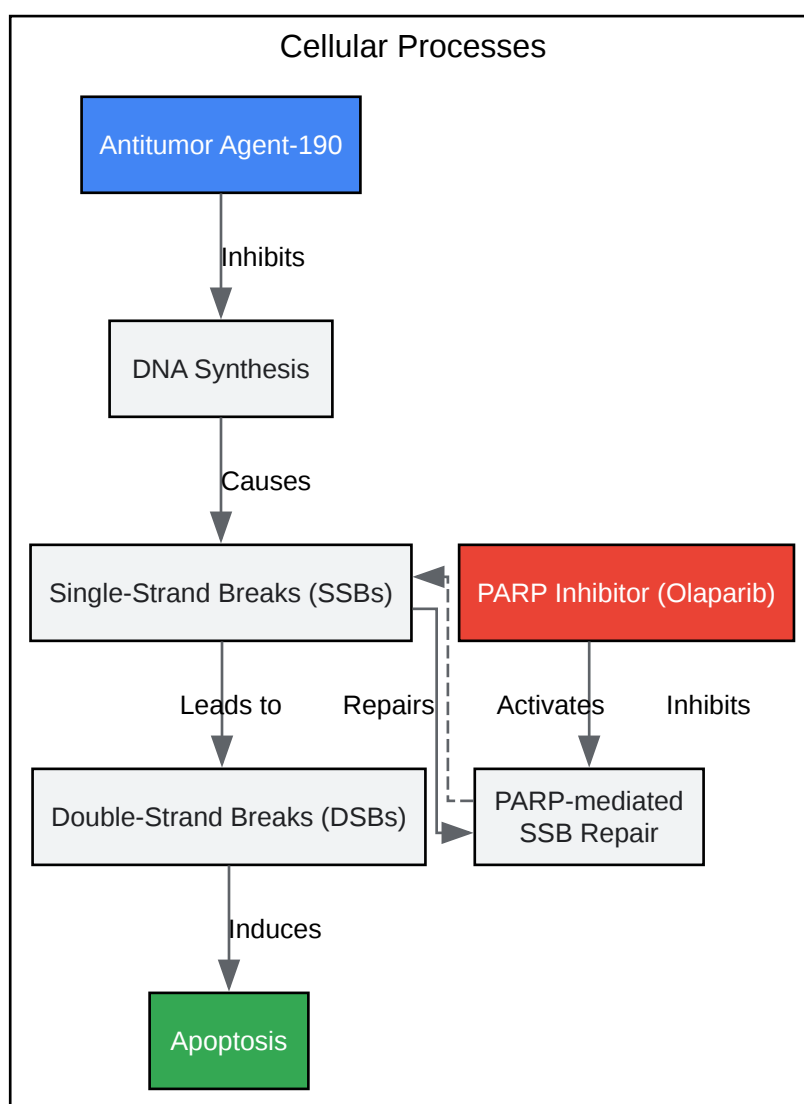 Cellular Processes
Antitumor Agent-190
Inhibits
DNA Synthesis
Causes
Single-Strand Breaks (SSBs)
PARP Inhibitor (Olaparib)
Leads to
Repairs
Activates
Inhibits
Double-Strand Breaks (DSBs)
PARP-mediated
SSB Repair
Induces
Apoptosis